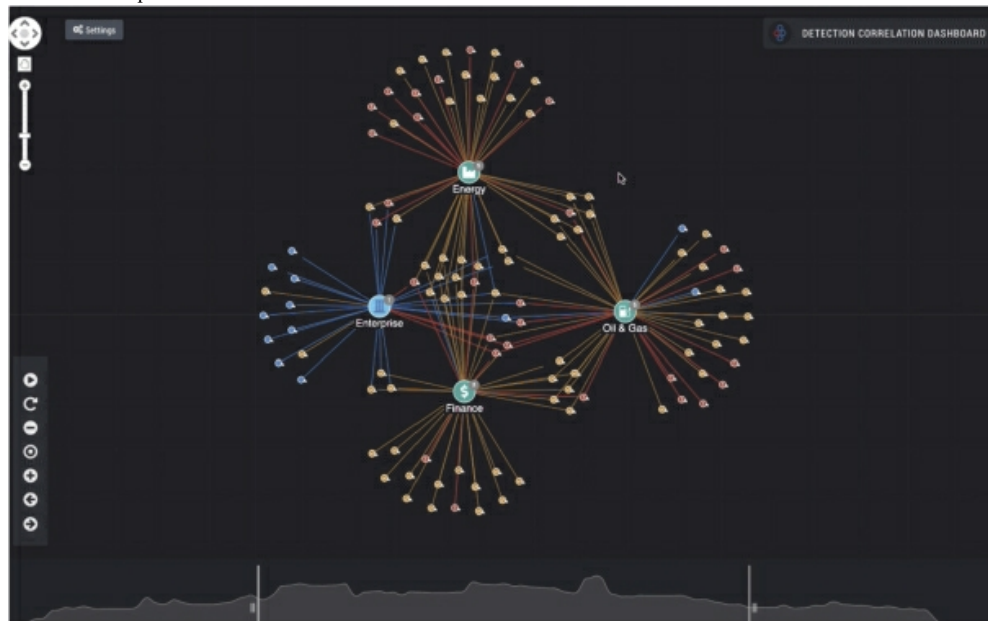 Settings
DETECTION CORRELATION DASHBOARD
Energy
Enterprise
Oil & Gas
Finance